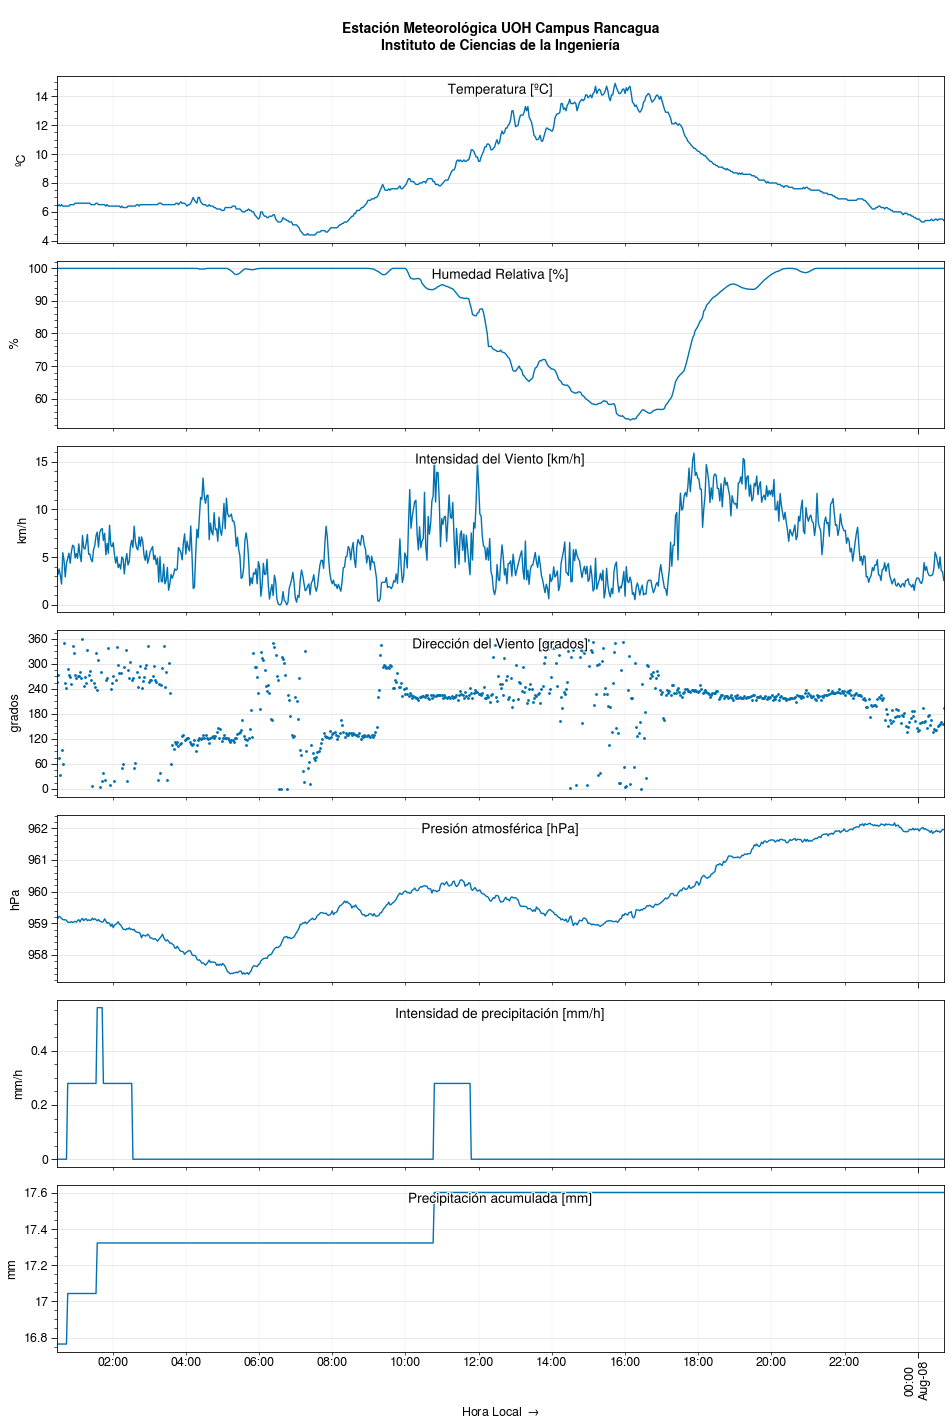 Estación Meteorológica UOH Campus Rancagua
Instituto de Ciencias de la Ingeniería
Temperatura [ºC]
ºC
14
12
10
8
6
4
Humedad Relativa [%]
%
100
90
80
70
60
Intensidad del Viento [km/h]
km/h
15
10
5
0
Dirección del Viento [grados]
grados
360
300
240
180
120
60
0
Presión atmosférica [hPa]
hPa
962
961
960
959
958
Intensidad de precipitación [mm/h]
mm/h
0.4
0.2
0
Precipitación acumulada [mm]
mm
17.6
17.4
17.2
17
16.8
02:00 04:00 06:00 08:00 10:00 12:00 14:00 16:00 18:00 20:00 22:00 00:00
Aug-08
Hora Local →